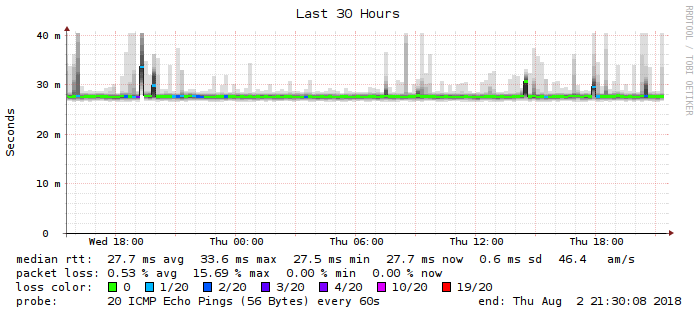 Last 30 Hours
RRDTOOL / TOBI OETIKER
Seconds
40 m
30 m
20 m
10 m
0
Wed 18:00 Thu 00:00 Thu 06:00 Thu 12:00 Thu 18:00
median rtt: 27.7 ms avg 33.6 ms max 27.5 ms min 27.7 ms now 0.6 ms sd 46.4 am/s
packet loss: 0.53 % avg 15.69 % max 0.00 % min 0.00 % now
loss color: 0 1/20 2/20 3/20 4/20 10/20 19/20
probe: 20 ICMP Echo Pings (56 Bytes) every 60s end: Thu Aug 2 21:30:08 2018